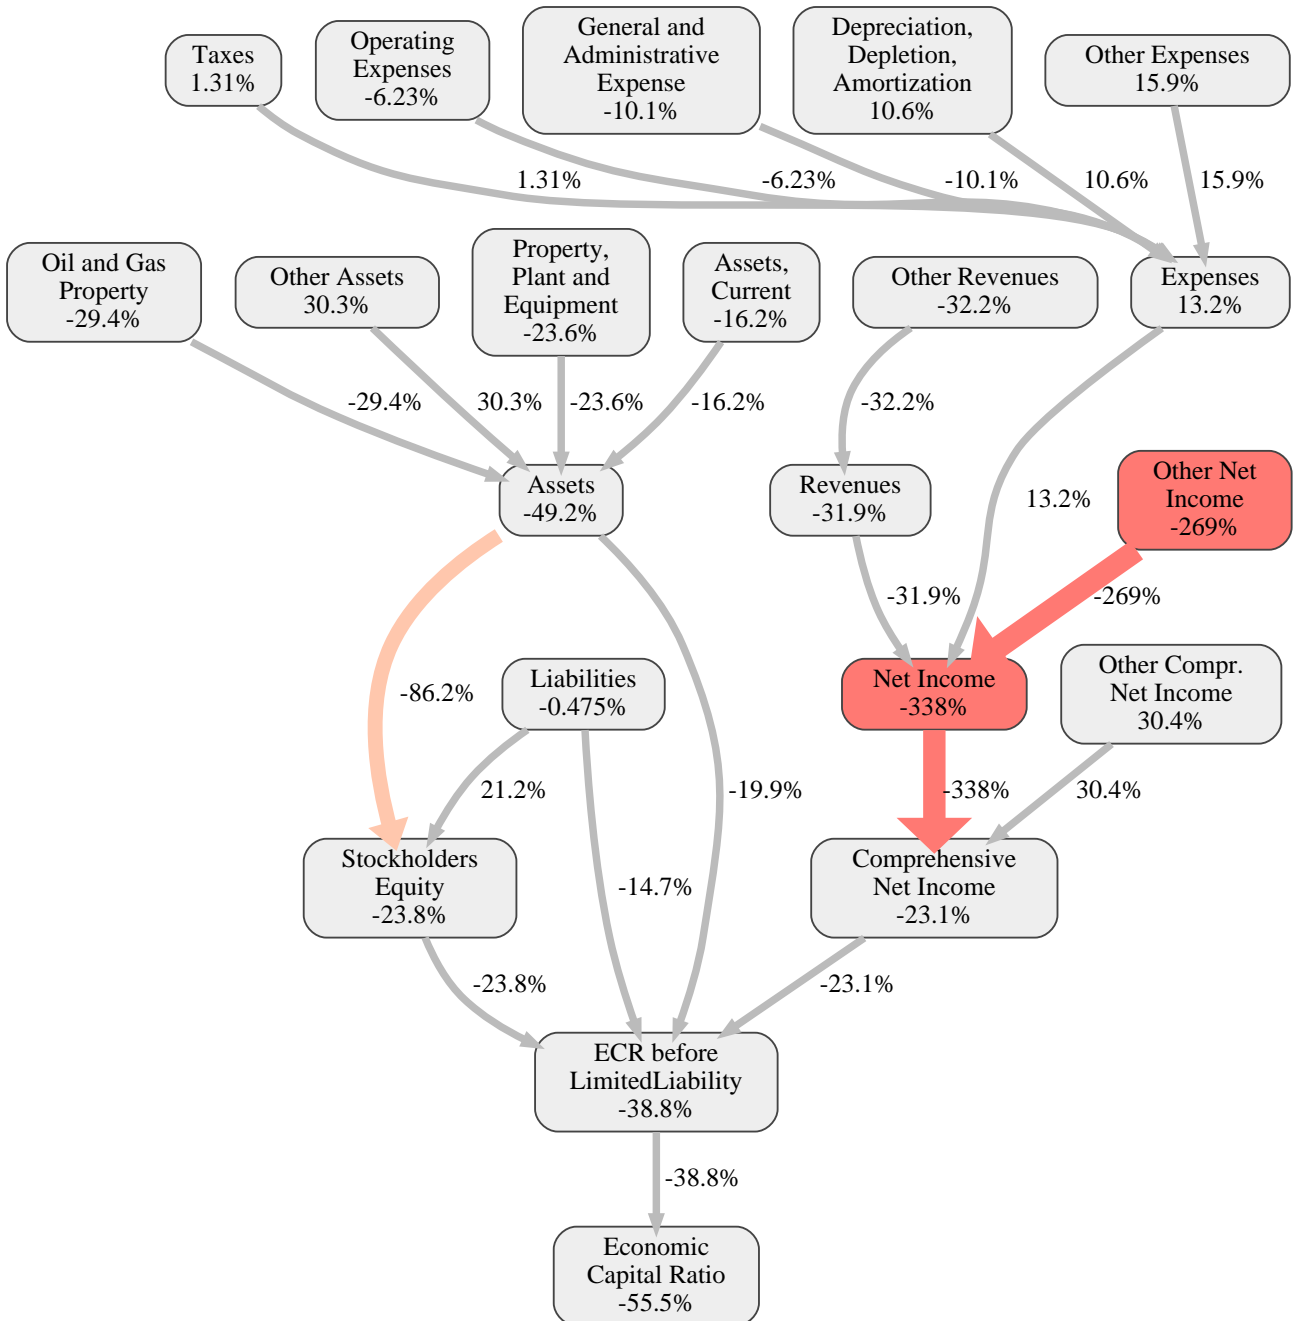 Taxes
1.31%
Operating
Expenses
-6.23%
General and
Administrative
Expense
-10.1%
Depreciation,
Depletion,
Amortization
10.6%
Other Expenses
15.9%
1.31%
-6.23%
-10.1%
10.6%
15.9%
Oil and Gas
Property
-29.4%
Other Assets
30.3%
Property,
Plant and
Equipment
-23.6%
Assets,
Current
-16.2%
Other Revenues
-32.2%
Expenses
13.2%
-29.4%
30.3%
-23.6%
-16.2%
-32.2%
13.2%
Assets
-49.2%
Revenues
-31.9%
Other Net
Income
-269%
-86.2%
-19.9%
-31.9%
-269%
Liabilities
-0.475%
Net Income
-338%
Other Compr.
Net Income
30.4%
21.2%
-14.7%
-338%
30.4%
Stockholders
Equity
-23.8%
Comprehensive
Net Income
-23.1%
-23.8%
-23.1%
ECR before
LimitedLiability
-38.8%
-38.8%
Economic
Capital Ratio
-55.5%